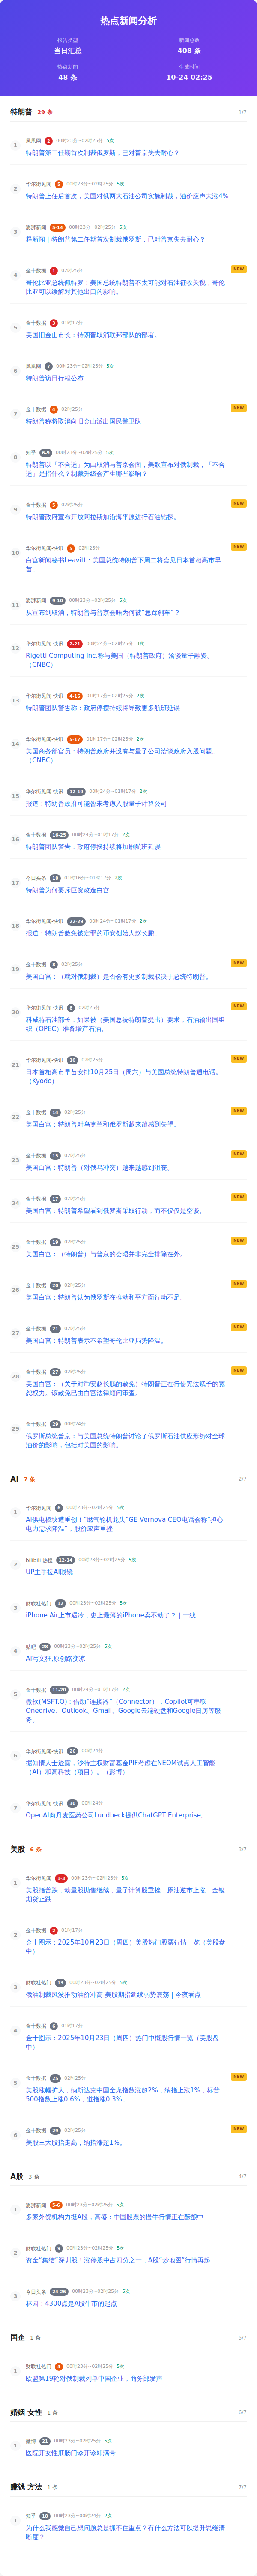 热点新闻分析
报告类型
新闻总数
当日汇总
408 条
热点新闻
生成时间
48 条
10-24 02:25
特朗普 29 条 1/7
1 凤凰网 2 00时23分~02时25分 5次
特朗普第二任期首次制裁俄罗斯，已对普京失去耐心？
2 华尔街见闻 5 00时23分~02时25分 5次
特朗普上任后首次，美国对俄两大石油公司实施制裁，油价应声大涨4%
3 澎湃新闻 5-14 00时23分~02时25分 5次
释新闻｜特朗普第二任期首次制裁俄罗斯，已对普京失去耐心？
4 金十数据 1 02时25分 NEW
哥伦比亚总统佩特罗：美国总统特朗普不太可能对石油征收关税，哥伦
比亚可以缓解对其他出口的影响。
5 金十数据 3 01时17分
美国旧金山市长：特朗普取消联邦部队的部署。
6 凤凰网 7 00时23分~02时25分 5次
特朗普访日行程公布
7 金十数据 4 02时25分 NEW
特朗普称将取消向旧金山派出国民警卫队
8 知乎 6-9 00时23分~02时25分 5次
特朗普以「不合适」为由取消与普京会面，美欧宣布对俄制裁，「不合
适」是指什么？制裁升级会产生哪些影响？
9 金十数据 5 02时25分 NEW
特朗普政府宣布开放阿拉斯加沿海平原进行石油钻探。
10 华尔街见闻-快讯 5 02时25分 NEW
白宫新闻秘书Leavitt：美国总统特朗普下周二将会见日本首相高市早
苗。
11 澎湃新闻 9-10 00时23分~02时25分 5次
从宣布到取消，特朗普与普京会晤为何被“急踩刹车”？
12 华尔街见闻-快讯 2-21 00时24分~02时25分 3次
Rigetti Computing Inc.称与美国（特朗普政府）洽谈量子融资。
（CNBC）
13 华尔街见闻-快讯 4-16 01时17分~02时25分 2次
特朗普团队警告称：政府停摆持续将导致更多航班延误
14 华尔街见闻-快讯 5-17 01时17分~02时25分 2次
美国商务部官员：特朗普政府并没有与量子公司洽谈政府入股问题。
（CNBC）
15 华尔街见闻-快讯 12-19 00时24分~01时17分 2次
报道：特朗普政府可能暂未考虑入股量子计算公司
16 金十数据 16-25 00时24分~01时17分 2次
特朗普团队警告：政府停摆持续将加剧航班延误
17 今日头条 18 01时16分~01时17分 2次
特朗普为何要斥巨资改造白宫
18 华尔街见闻-快讯 22-29 00时24分~01时17分 2次
报道：特朗普赦免被定罪的币安创始人赵长鹏。
19 金十数据 8 02时25分 NEW
美国白宫：（就对俄制裁）是否会有更多制裁取决于总统特朗普。
20 华尔街见闻-快讯 8 02时25分 NEW
科威特石油部长：如果被（美国总统特朗普提出）要求，石油输出国组
织（OPEC）准备增产石油。
21 华尔街见闻-快讯 10 02时25分 NEW
日本首相高市早苗安排10月25日（周六）与美国总统特朗普通电话。
（Kyodo）
22 金十数据 14 02时25分 NEW
美国白宫：特朗普对乌克兰和俄罗斯越来越感到失望。
23 金十数据 15 02时25分 NEW
美国白宫：特朗普（对俄乌冲突）越来越感到沮丧。
24 金十数据 17 02时25分 NEW
美国白宫：特朗普希望看到俄罗斯采取行动，而不仅仅是空谈。
25 金十数据 19 02时25分 NEW
美国白宫：（特朗普）与普京的会晤并非完全排除在外。
26 金十数据 20 02时25分 NEW
美国白宫：特朗普认为俄罗斯在推动和平方面行动不足。
27 金十数据 21 02时25分 NEW
美国白宫：特朗普表示不希望哥伦比亚局势降温。
28 金十数据 27 02时25分 NEW
美国白宫：（关于对币安赵长鹏的赦免）特朗普正在行使宪法赋予的宽
恕权力。该赦免已由白宫法律顾问审查。
29 金十数据 29 00时24分
俄罗斯总统普京：与美国总统特朗普讨论了俄罗斯石油供应形势对全球
油价的影响，包括对美国的影响。
AI 7 条 2/7
1 华尔街见闻 6 00时23分~02时25分 5次
AI供电板块遭重创！“燃气轮机龙头”GE Vernova CEO电话会称“担心
电力需求降温”，股价应声重挫
2 bilibili 热搜 12-14 00时23分~02时25分 5次
UP主手搓AI眼镜
3 财联社热门 12 00时23分~02时25分 5次
iPhone Air上市遇冷，史上最薄的iPhone卖不动了？｜一线
4 贴吧 28 00时23分~02时25分 5次
AI写文狂,原创路变凉
5 金十数据 11-20 00时24分~01时17分 2次
微软(MSFT.O)：借助“连接器”（Connector），Copilot可串联
Onedrive、Outlook、Gmail、Google云端硬盘和Google日历等服
务。
6 华尔街见闻-快讯 26 00时24分
据知情人士透露，沙特主权财富基金PIF考虑在NEOM试点人工智能
（AI）和高科技（项目）。（彭博）
7 华尔街见闻-快讯 30 00时24分
OpenAI向丹麦医药公司Lundbeck提供ChatGPT Enterprise。
美股 6 条 3/7
1 华尔街见闻 1-3 00时23分~02时25分 5次
美股指普跌，动量股抛售继续，量子计算股重挫，原油逆市上涨，金银
期货止跌
2 金十数据 2 01时17分
金十图示：2025年10月23日（周四）美股热门股票行情一览（美股盘
中）
3 财联社热门 13 00时23分~02时25分 5次
俄油制裁风波推动油价冲高 美股期指延续弱势震荡 | 今夜看点
4 金十数据 6 01时17分
金十图示：2025年10月23日（周四）热门中概股行情一览（美股盘
中）
5 金十数据 25 02时25分 NEW
美股涨幅扩大，纳斯达克中国金龙指数涨超2%，纳指上涨1%，标普
500指数上涨0.6%，道指涨0.3%。
6 金十数据 29 02时25分 NEW
美股三大股指走高，纳指涨超1%。
A股 3 条 4/7
1 澎湃新闻 5-6 00时23分~02时25分 5次
多家外资机构力挺A股，高盛：中国股票的慢牛行情正在酝酿中
2 财联社热门 9 00时23分~02时25分 5次
资金“集结”深圳股！涨停股中占四分之一，A股“炒地图”行情再起
3 今日头条 24-26 00时23分~02时25分 5次
林园：4300点是A股牛市的起点
国企 1 条 5/7
1 财联社热门 4 00时23分~02时25分 5次
欧盟第19轮对俄制裁列单中国企业，商务部发声
婚姻 女性 1 条 6/7
1 微博 21 00时23分~02时25分 5次
医院开女性肛肠门诊开诊即满号
赚钱 方法 1 条 7/7
1 知乎 18 00时23分~00时24分 2次
为什么我感觉自己想问题总是抓不住重点？有什么方法可以提升思维清
晰度？